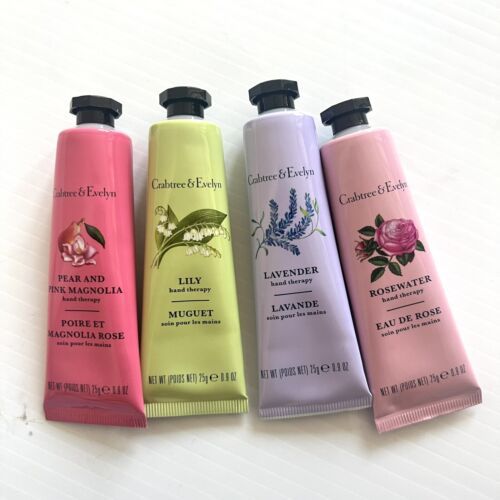 Crabtree & Evelyn
PEAR AND
PINK MAGNOLIA
hand therapy
POIRE ET
MAGNOLIA ROSE
soin pour les mains
NET WT (POIDS NET) 25g ℮ 0.9 OZ
Crabtree & Evelyn
LILY
hand therapy
MUGUET
soin pour les mains
NET WT (POIDS NET) 25g ℮ 0.9 OZ
Crabtree & Evelyn
LAVENDER
hand therapy
LAVANDE
soin pour les mains
NET WT (POIDS NET) 25g ℮ 0.9 OZ
Crabtree & Evelyn
ROSEWATER
hand therapy
EAU DE ROSE
soin pour les mains
NET WT (POIDS NET) 25g ℮ 0.9 OZ